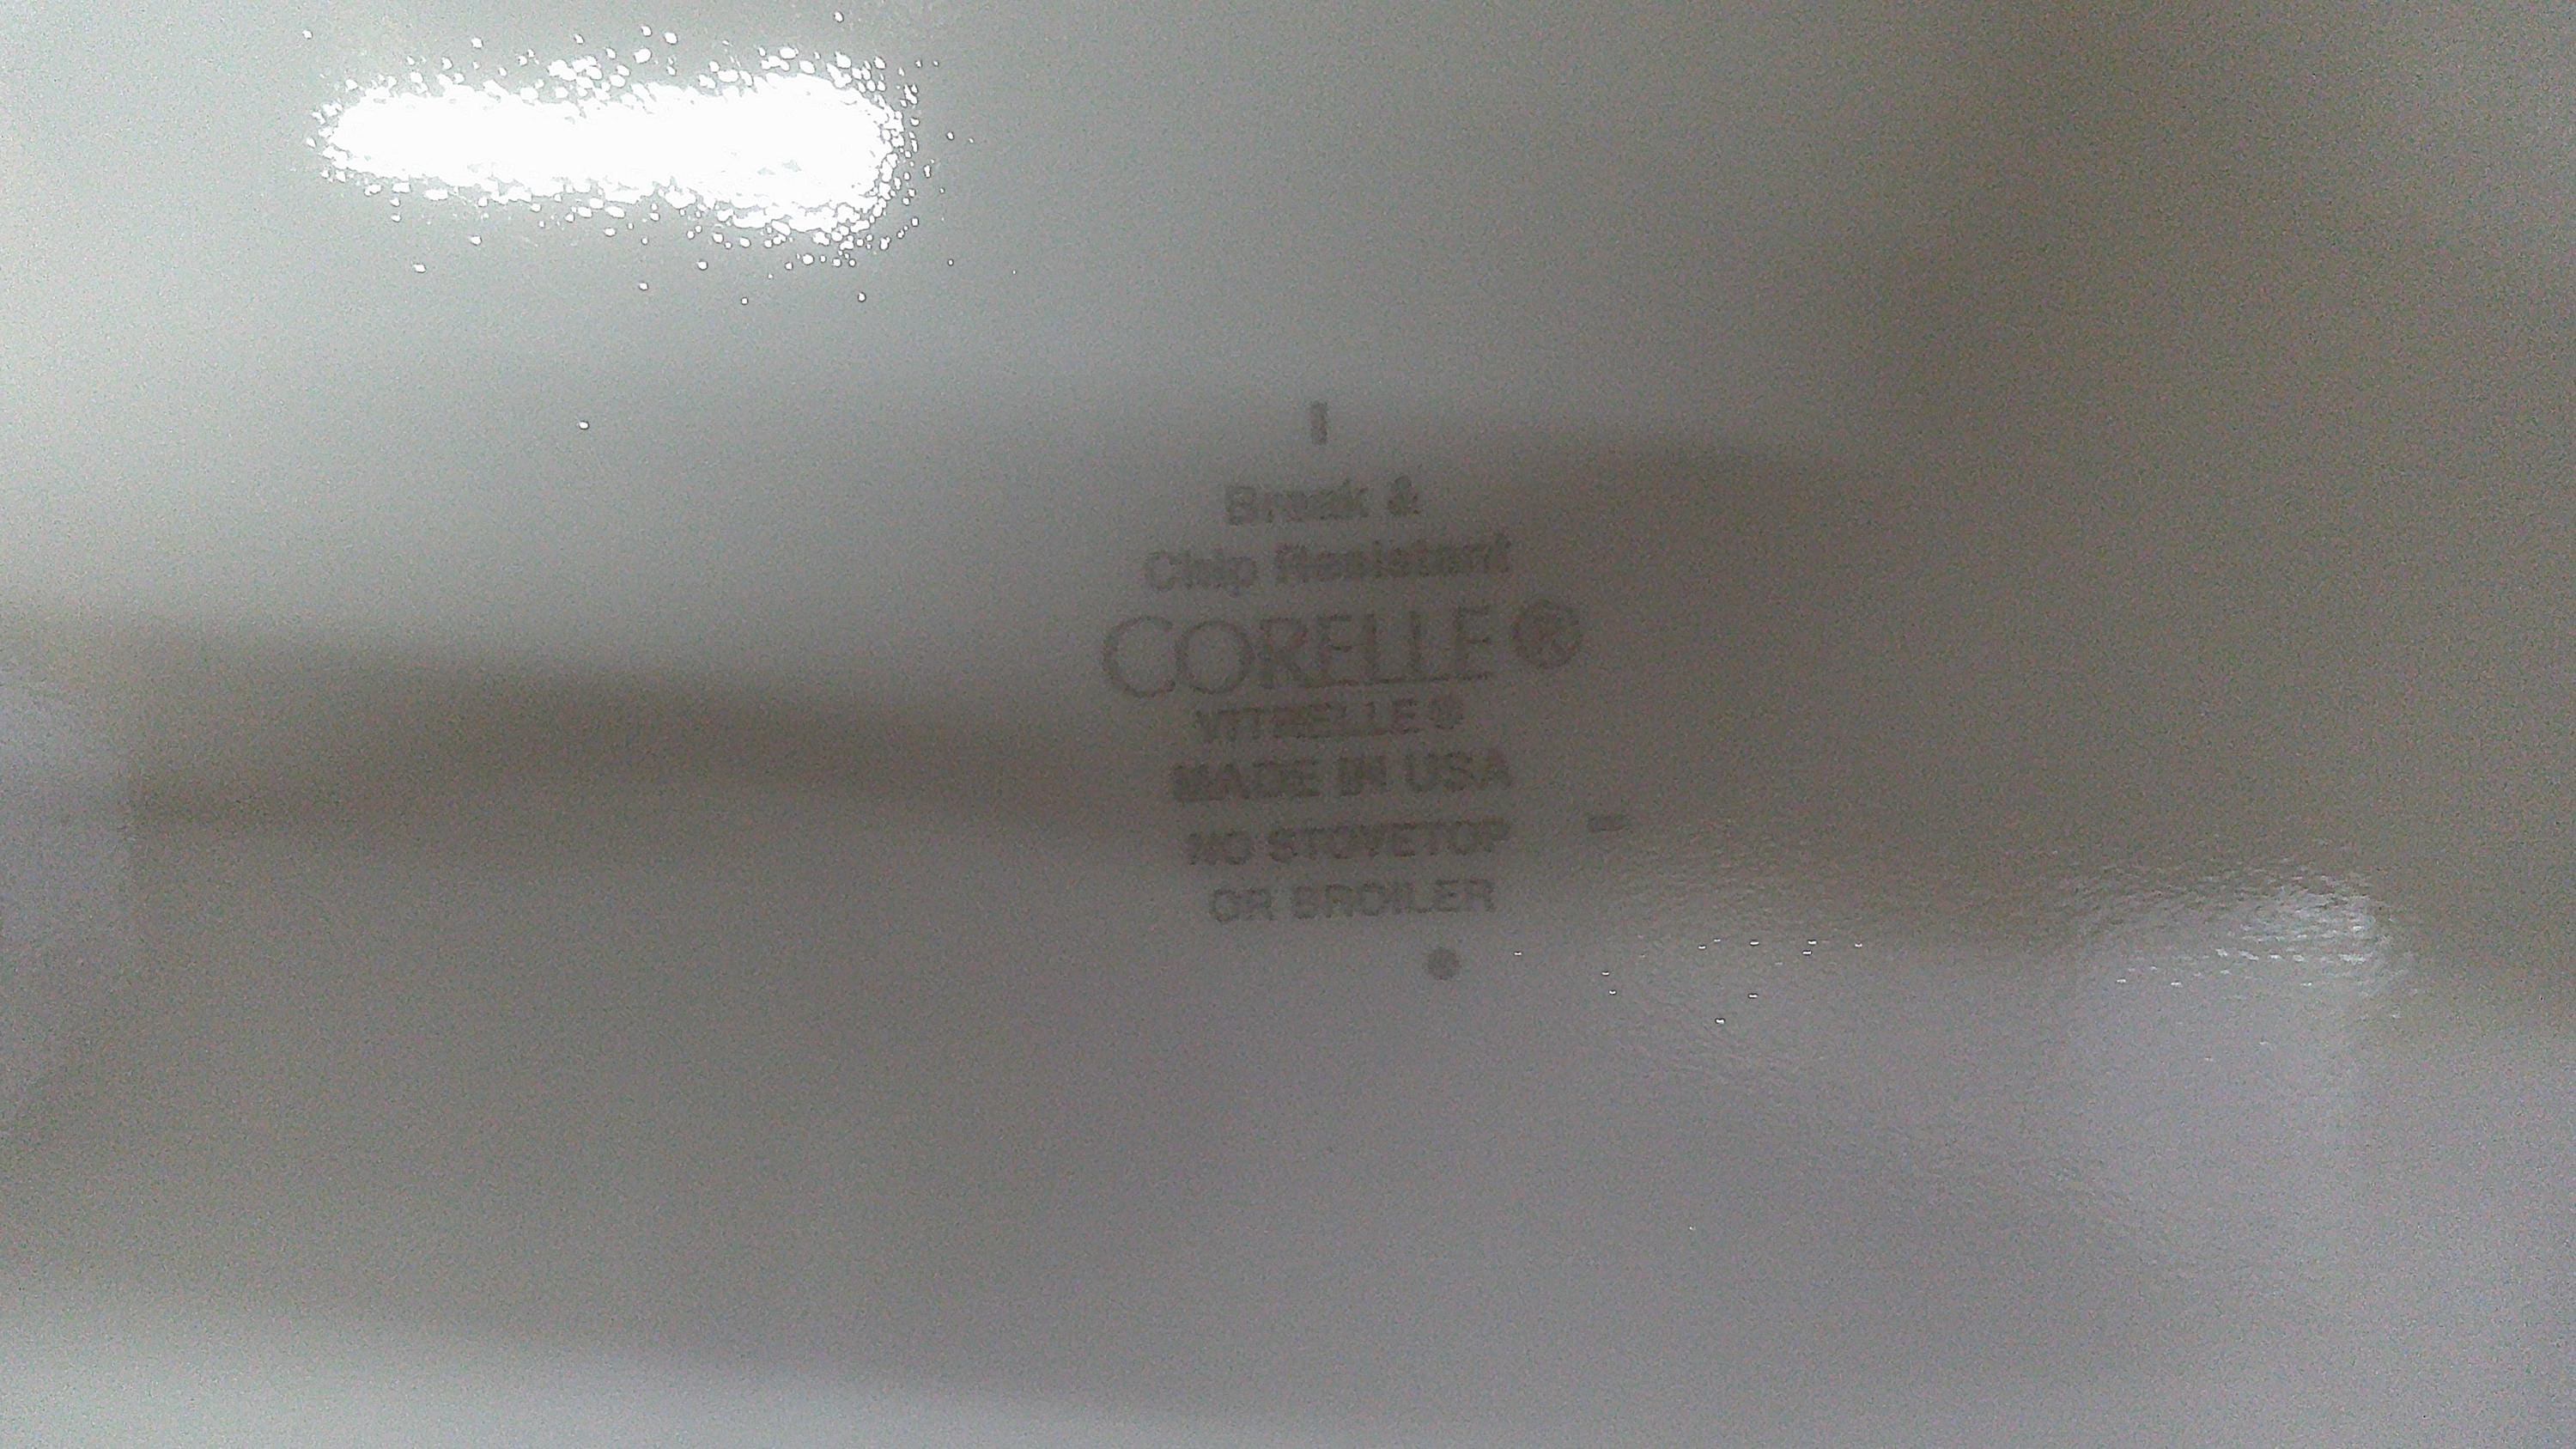 Break &
Chip Resistant
CORELLE®
VITRELLE®
MADE IN USA
NO STOVETOP
OR BROILER